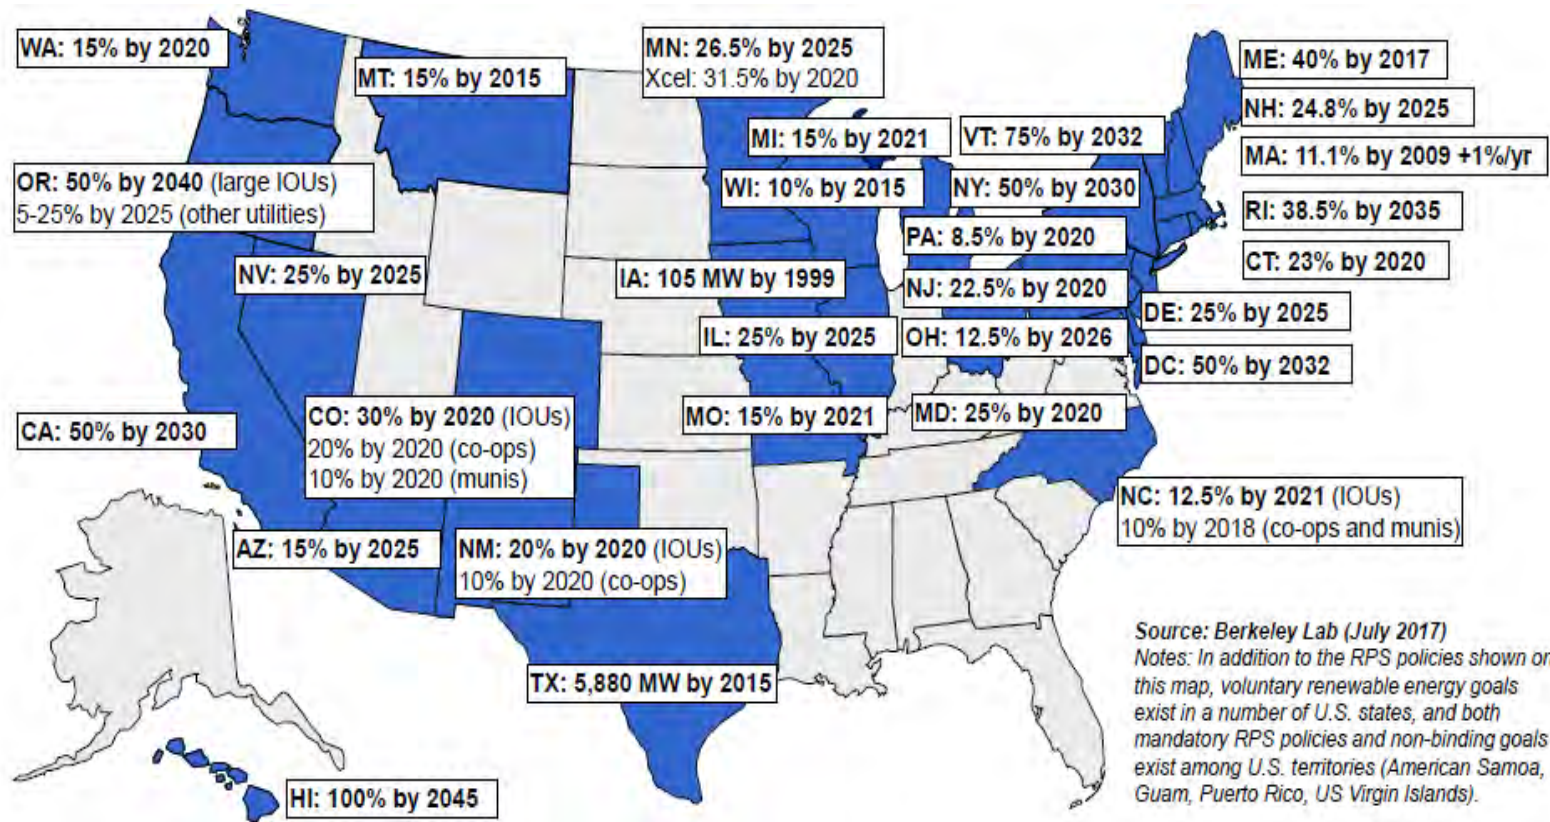 WA: 15% by 2020
MT: 15% by 2015
MN: 26.5% by 2025
Xcel: 31.5% by 2020
ME: 40% by 2017
NH: 24.8% by 2025
MI: 15% by 2021
VT: 75% by 2032
MA: 11.1% by 2009 +1%/yr
OR: 50% by 2040 (large IOUs)
5-25% by 2025 (other utilities)
WI: 10% by 2015
NY: 50% by 2030
RI: 38.5% by 2035
PA: 8.5% by 2020
CT: 23% by 2020
NV: 25% by 2025
IA: 105 MW by 1999
NJ: 22.5% by 2020
DE: 25% by 2025
IL: 25% by 2025
OH: 12.5% by 2026
DC: 50% by 2032
CA: 50% by 2030
CO: 30% by 2020 (IOUs)
20% by 2020 (co-ops)
10% by 2020 (munis)
MO: 15% by 2021
MD: 25% by 2020
NC: 12.5% by 2021 (IOUs)
10% by 2018 (co-ops and munis)
AZ: 15% by 2025
NM: 20% by 2020 (IOUs)
10% by 2020 (co-ops)
TX: 5,880 MW by 2015
HI: 100% by 2045
Source: Berkeley Lab (July 2017)
Notes: In addition to the RPS policies shown on
this map, voluntary renewable energy goals
exist in a number of U.S. states, and both
mandatory RPS policies and non-binding goals
exist among U.S. territories (American Samoa,
Guam, Puerto Rico, US Virgin Islands).